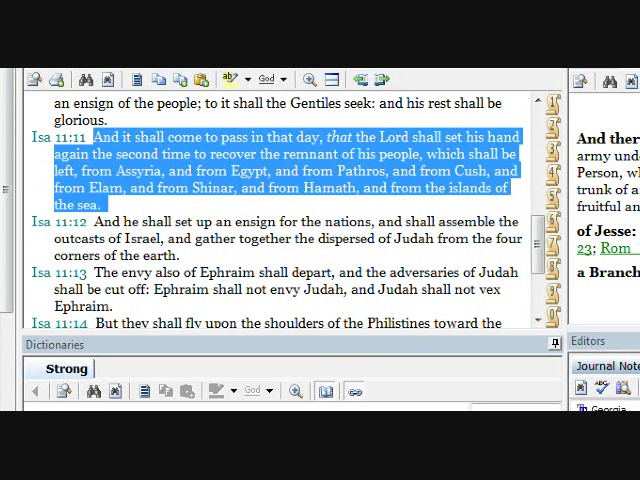 ab
God
an ensign of the people; to it shall the Gentiles seek: and his rest shall be
glorious.
Isa 11:11 And it shall come to pass in that day, that the Lord shall set his hand
again the second time to recover the remnant of his people, which shall be
left, from Assyria, and from Egypt, and from Pathros, and from Cush, and
from Elam, and from Shinar, and from Hamath, and from the islands of
the sea.
Isa 11:12 And he shall set up an ensign for the nations, and shall assemble the
outcasts of Israel, and gather together the dispersed of Judah from the four
corners of the earth.
Isa 11:13 The envy also of Ephraim shall depart, and the adversaries of Judah
shall be cut off: Ephraim shall not envy Judah, and Judah shall not vex
Ephraim.
Isa 11:14 But they shall fly upon the shoulders of the Philistines toward the
Dictionaries
Strong
God
And ther
army und
Person, w
trunk of a
fruitful an
of Jesse:
23; Rom
a Branch
Editors
Journal Note
Georgia